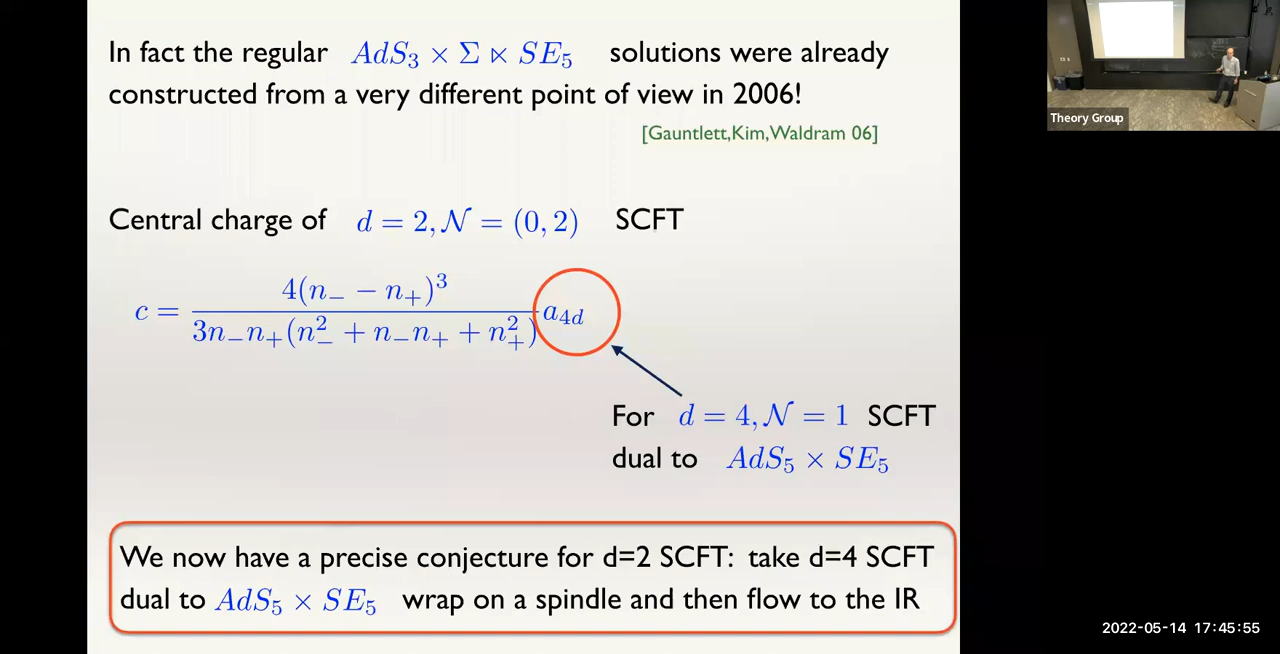 In fact the regular AdS₃ × Σ ⋉ SE₅ solutions were already
constructed from a very different point of view in 2006!
[Gauntlett,Kim,Waldram 06]
Central charge of d = 2, 𝒩 = (0, 2) SCFT
c = 4(n₋ − n₊)³ / 3n₋n₊(n₋² + n₋n₊ + n₊²) a₄d
For d = 4, 𝒩 = 1 SCFT
dual to AdS₅ × SE₅
We now have a precise conjecture for d=2 SCFT: take d=4 SCFT
dual to AdS₅ × SE₅ wrap on a spindle and then flow to the IR
Theory Group
2022-05-14 17:45:55